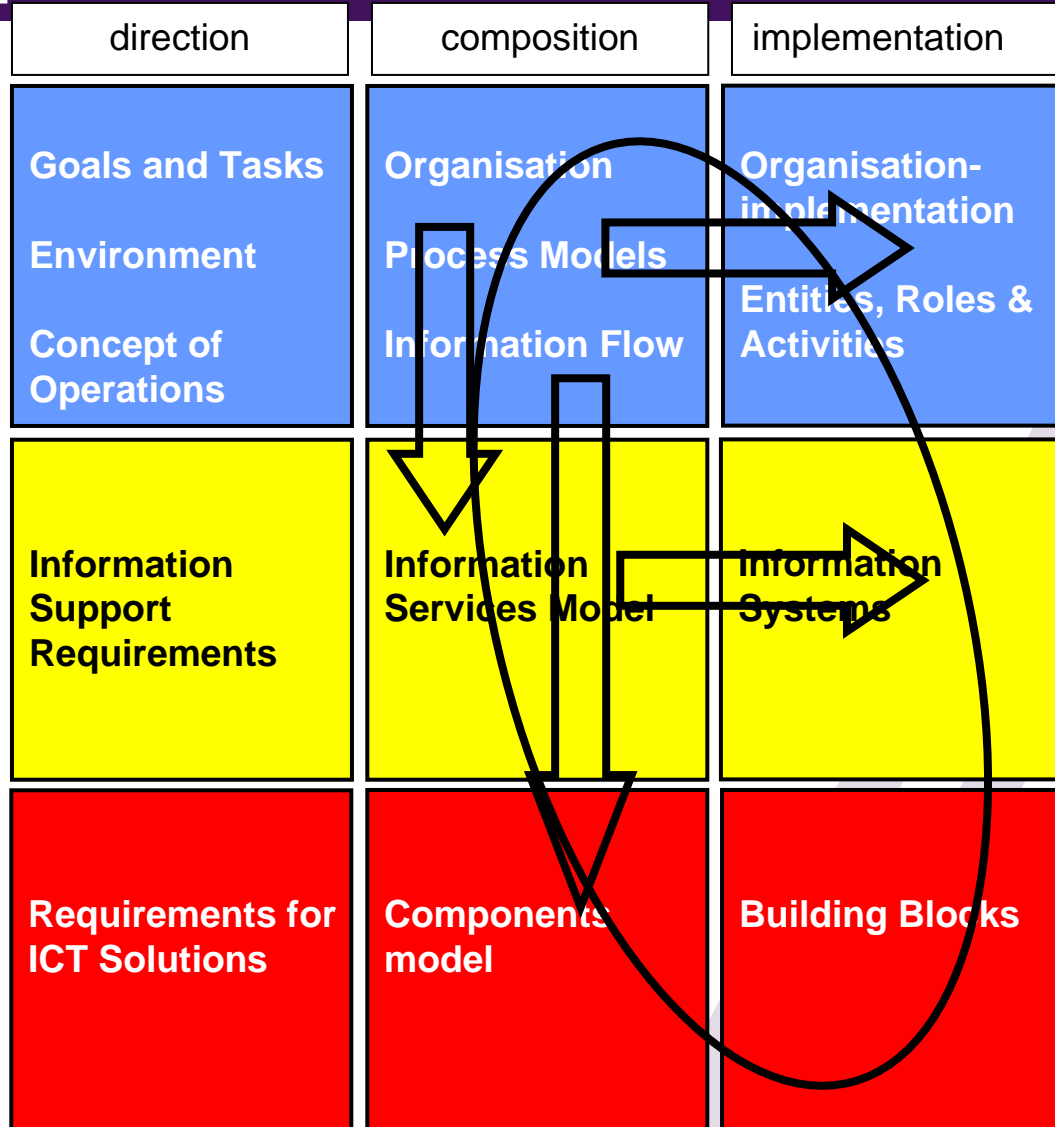 direction
composition
implementation
Goals and Tasks
Environment
Concept of
Operations
Organisation
Process Models
Information Flow
Organisation-
implementation
Entities, Roles &
Activities
Information
Support
Requirements
Information
Services Model
Information
Systems
Requirements for
ICT Solutions
Components
model
Building Blocks